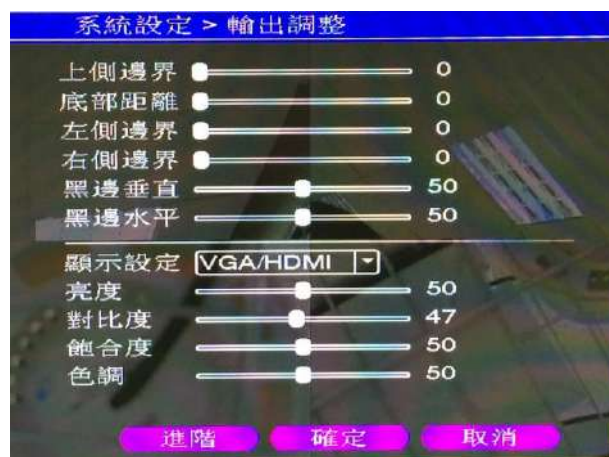 系統設定 > 輸出調整
上側邊界 0
底部距離 0
左側邊界 0
右側邊界 0
黑邊垂直 50
黑邊水平 50
顯示設定 VGA/HDMI
亮度 50
對比度 47
飽合度 50
色調 50
進階 確定 取消